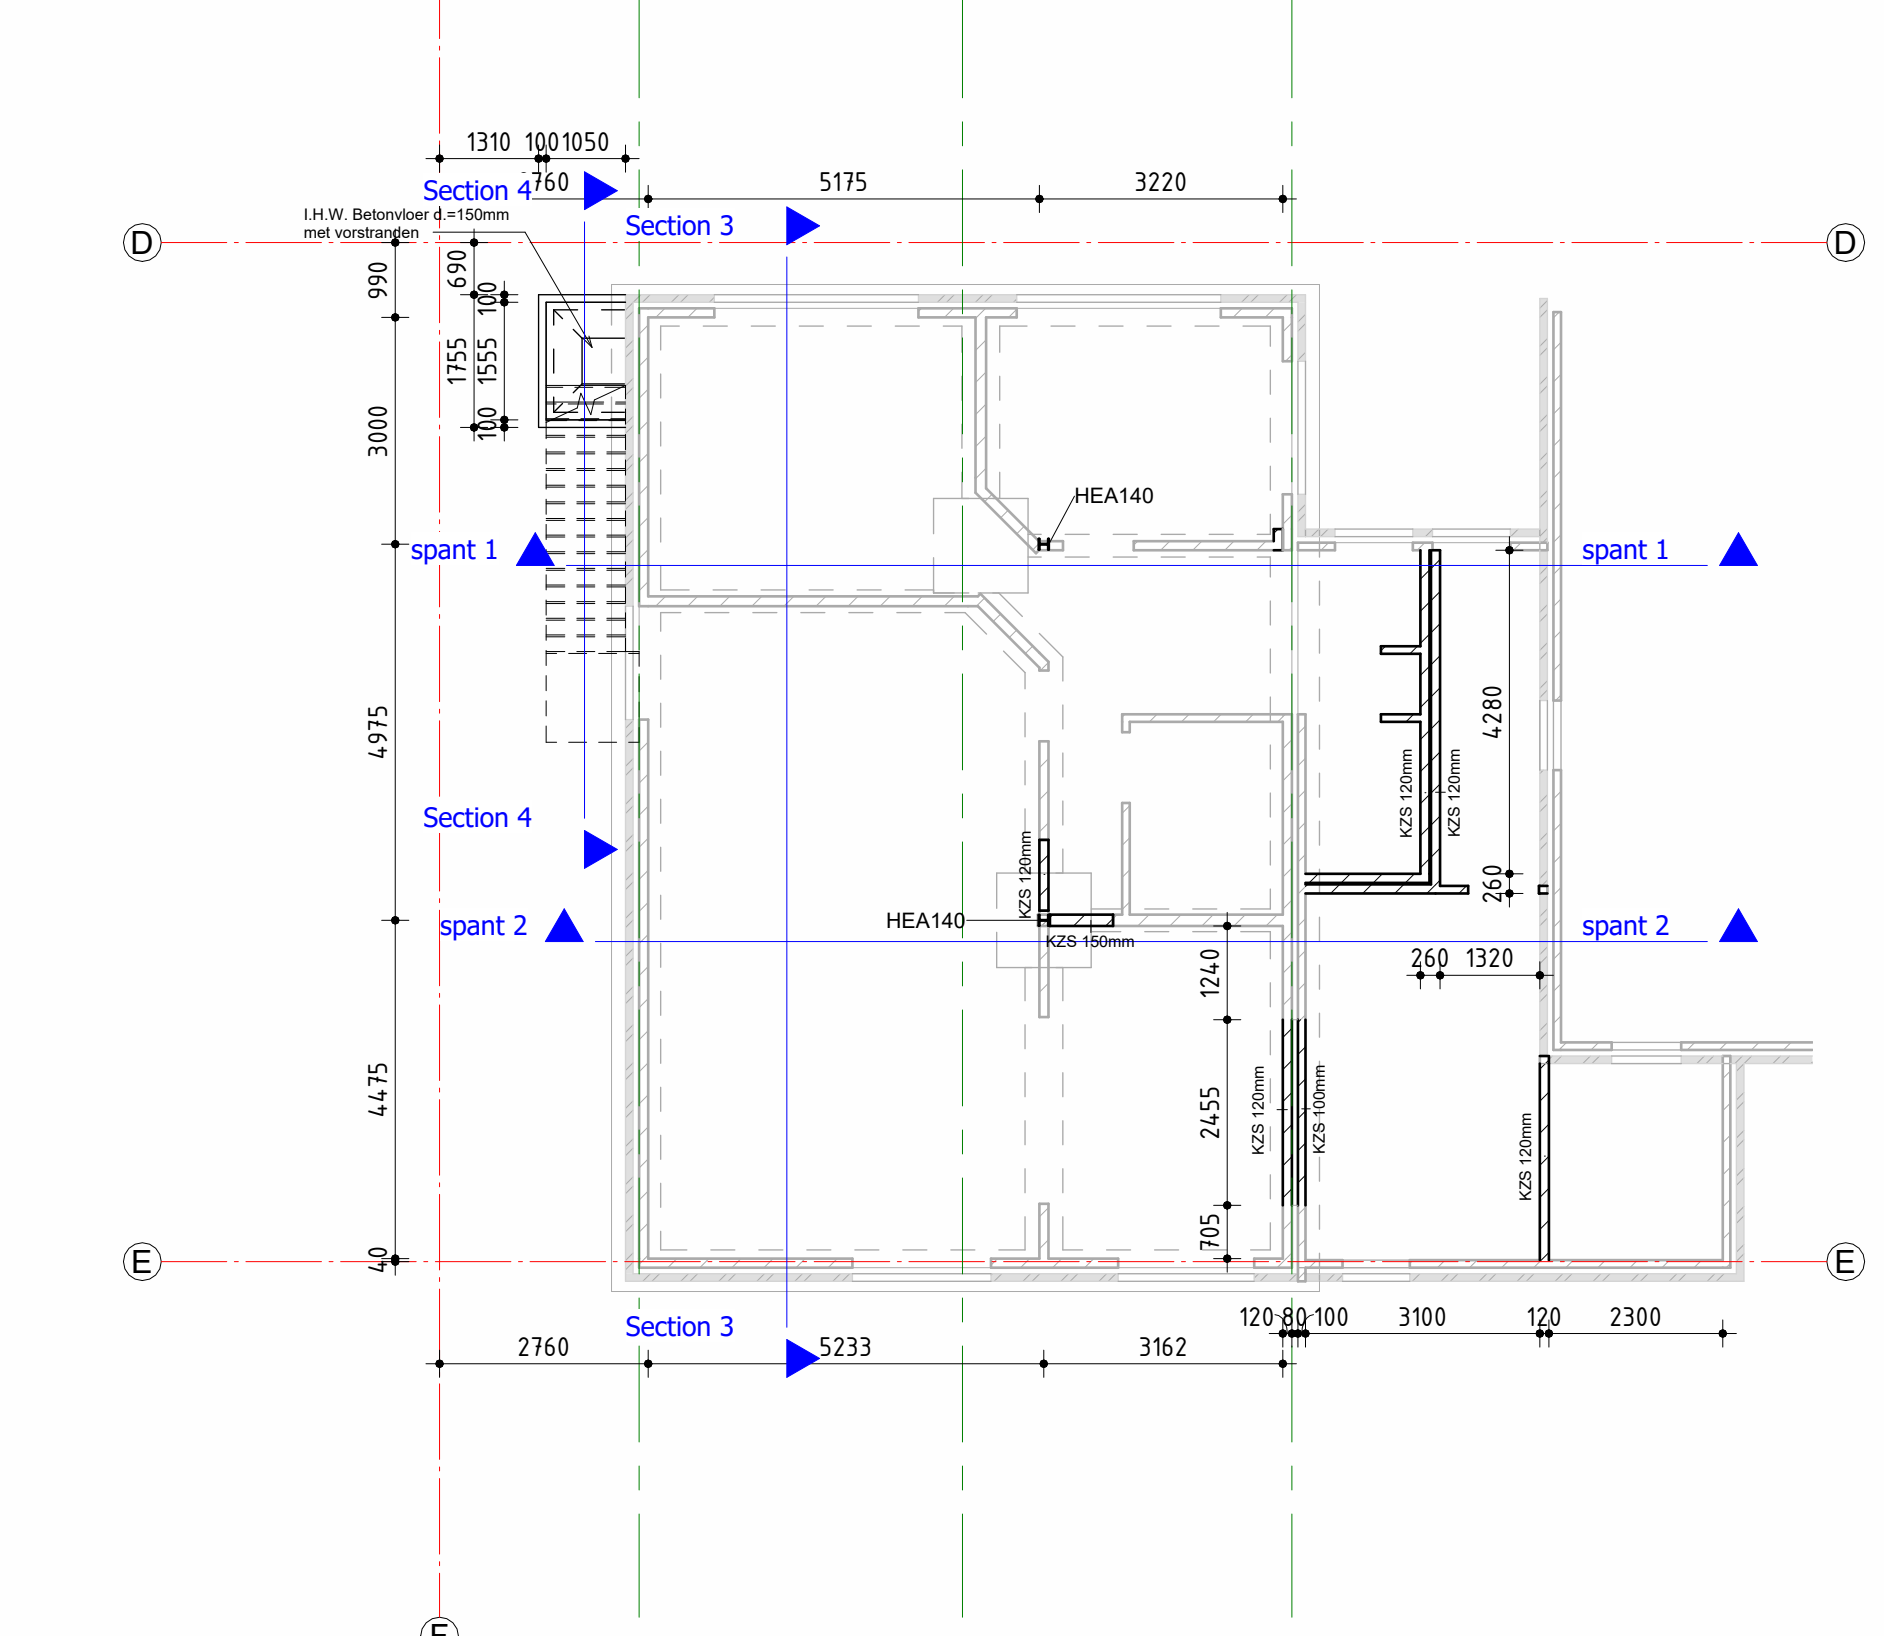 1310 100 1050
760 5175 3220
Section 4
I.H.W. Betonvloer d.=150mm
met vorstranden
Section 3
D
D
990
690
100
1755
1555
100
3000
HEA140
spant 1
spant 1
4975
4280
KZS 120mm
KZS 120mm
Section 4
KZS 120mm
260
HEA140
spant 2
spant 2
KZS 150mm
1240
260 1320
4475
2455
KZS 120mm
KZS 100mm
KZS 120mm
705
40
E
E
Section 3
120 80 100 3100 120 2300
2760 5233 3162